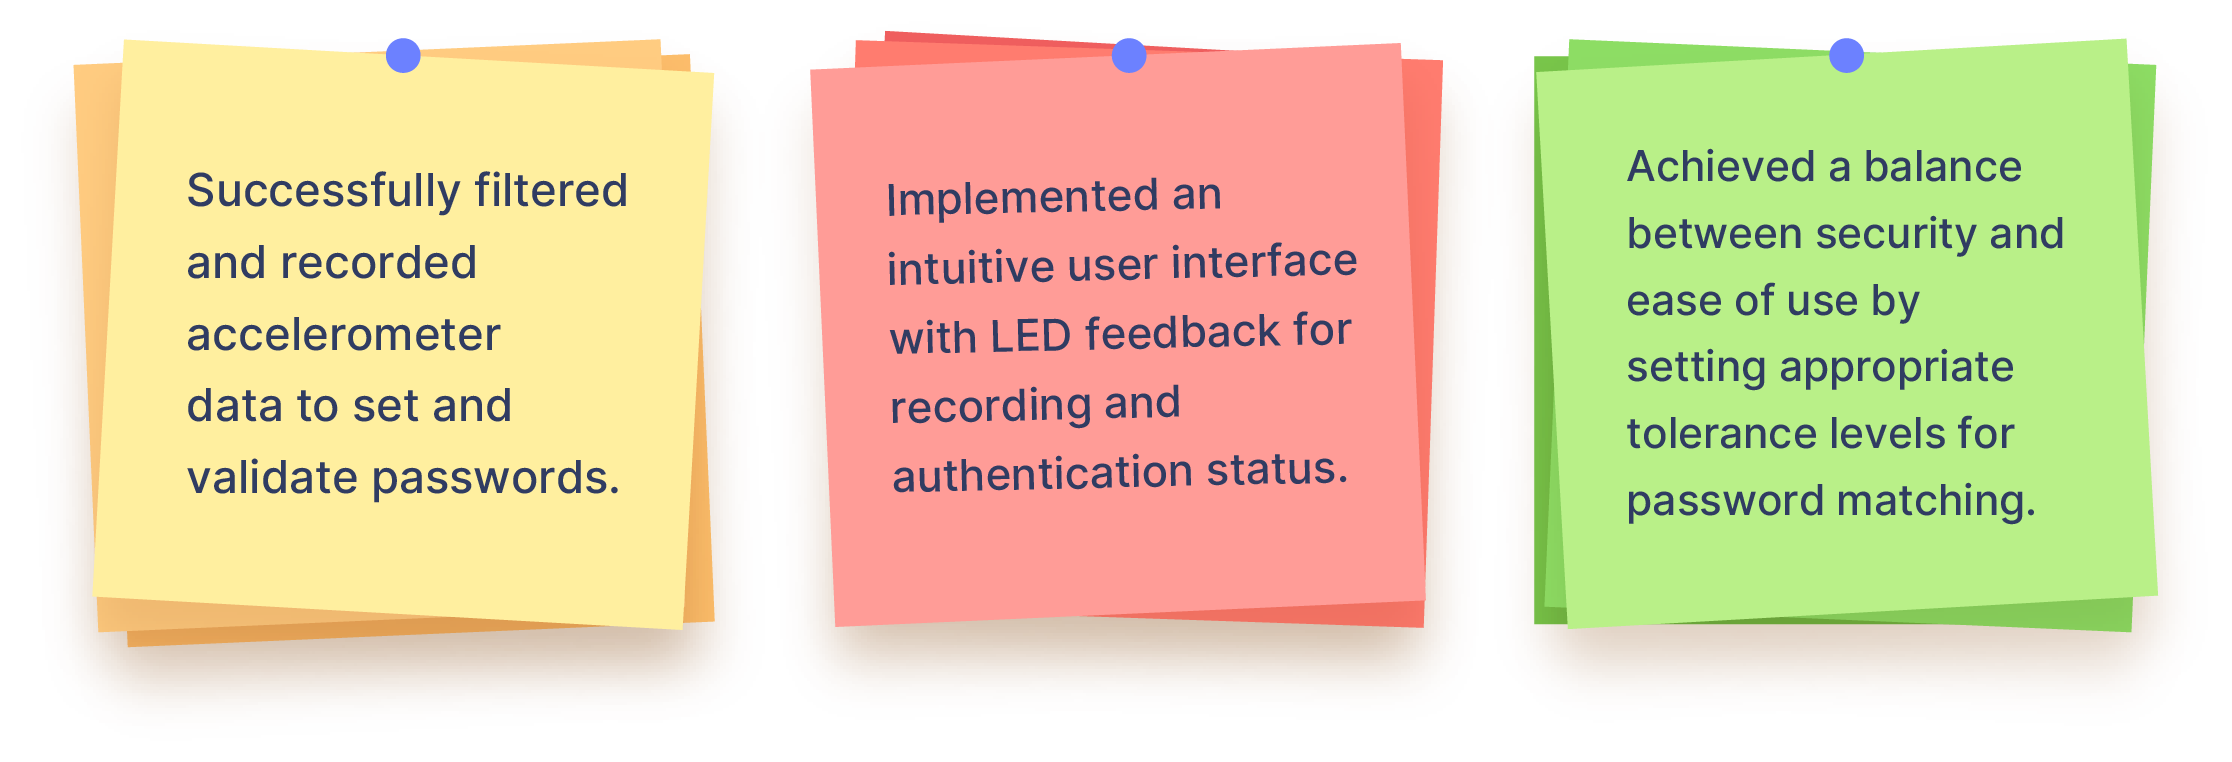 Successfully filtered
and recorded
accelerometer
data to set and
validate passwords.
Implemented an
intuitive user interface
with LED feedback for
recording and
authentication status.
Achieved a balance
between security and
ease of use by
setting appropriate
tolerance levels for
password matching.